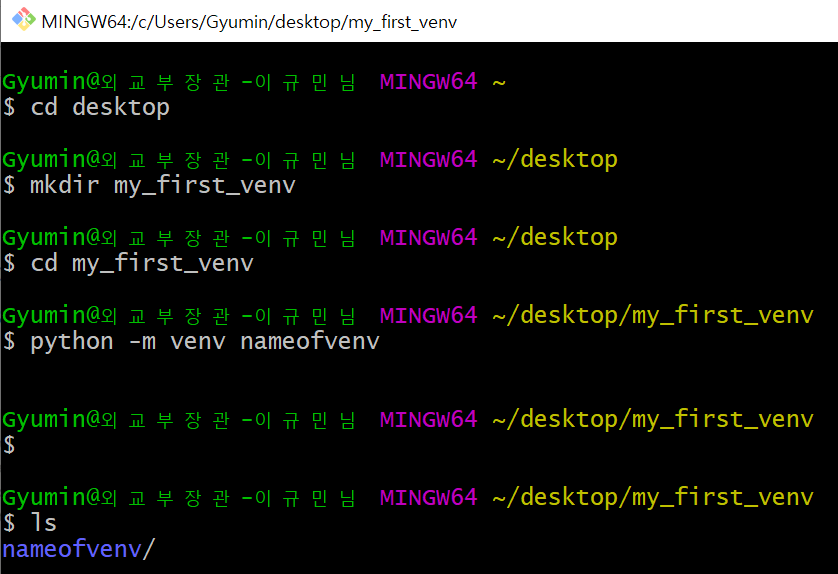 MINGW64:/c/Users/Gyumin/desktop/my_first_venv
Gyumin@외교부장관-이규민님 MINGW64 ~
$ cd desktop
Gyumin@외교부장관-이규민님 MINGW64 ~/desktop
$ mkdir my_first_venv
Gyumin@외교부장관-이규민님 MINGW64 ~/desktop
$ cd my_first_venv
Gyumin@외교부장관-이규민님 MINGW64 ~/desktop/my_first_venv
$ python -m venv nameofvenv
Gyumin@외교부장관-이규민님 MINGW64 ~/desktop/my_first_venv
$
Gyumin@외교부장관-이규민님 MINGW64 ~/desktop/my_first_venv
$ ls
nameofvenv/